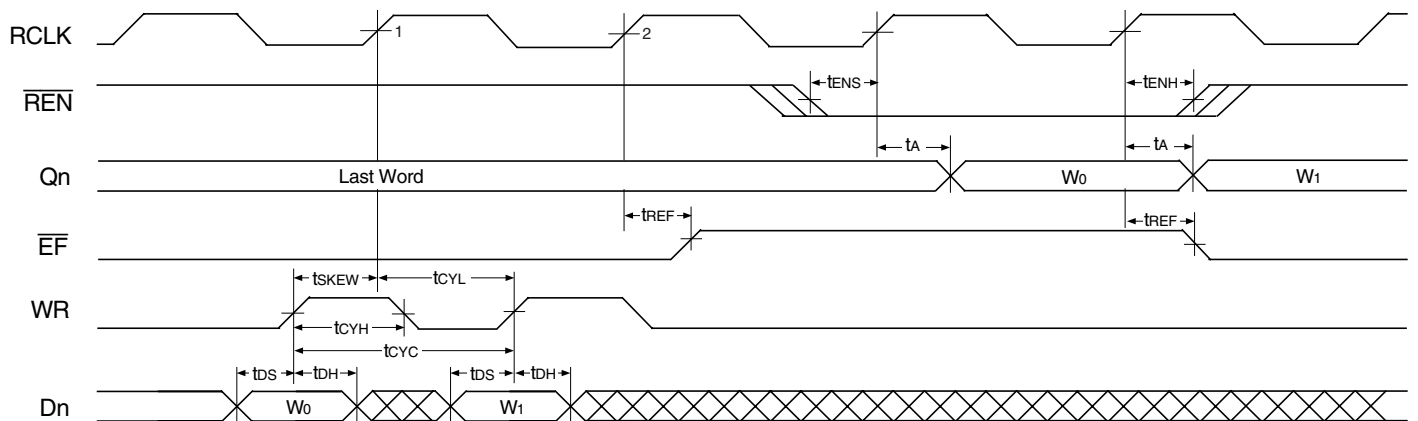 RCLK 1 2
REN tENS tENH
tA tA
Qn Last Word W0 W1
tREF tREF
EF
tSKEW tCYL
WR
tCYH
tCYC
tDS tDH tDS tDH
Dn W0 W1